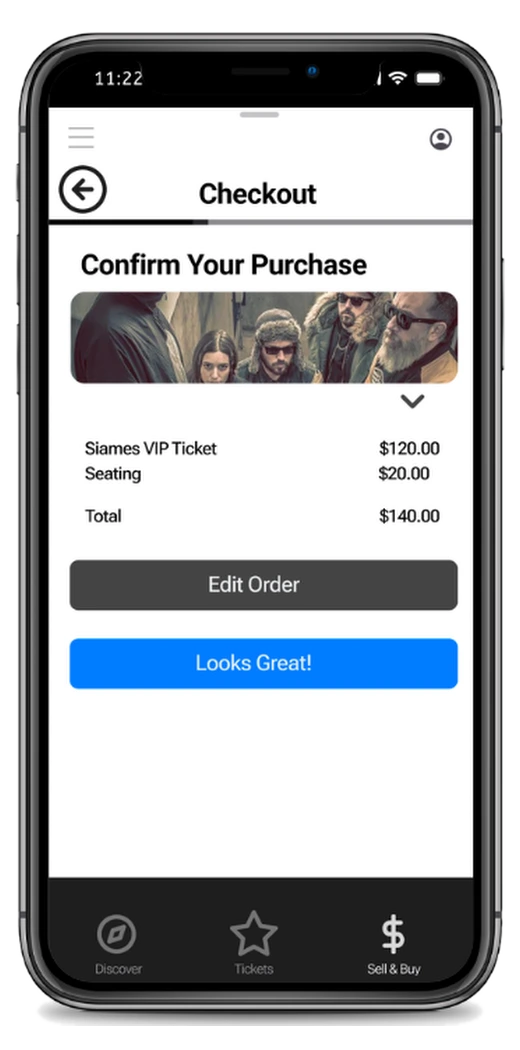 11:22
Checkout
Confirm Your Purchase
Siames VIP Ticket $120.00
Seating $20.00
Total $140.00
Edit Order
Looks Great!
Discover Tickets Sell & Buy